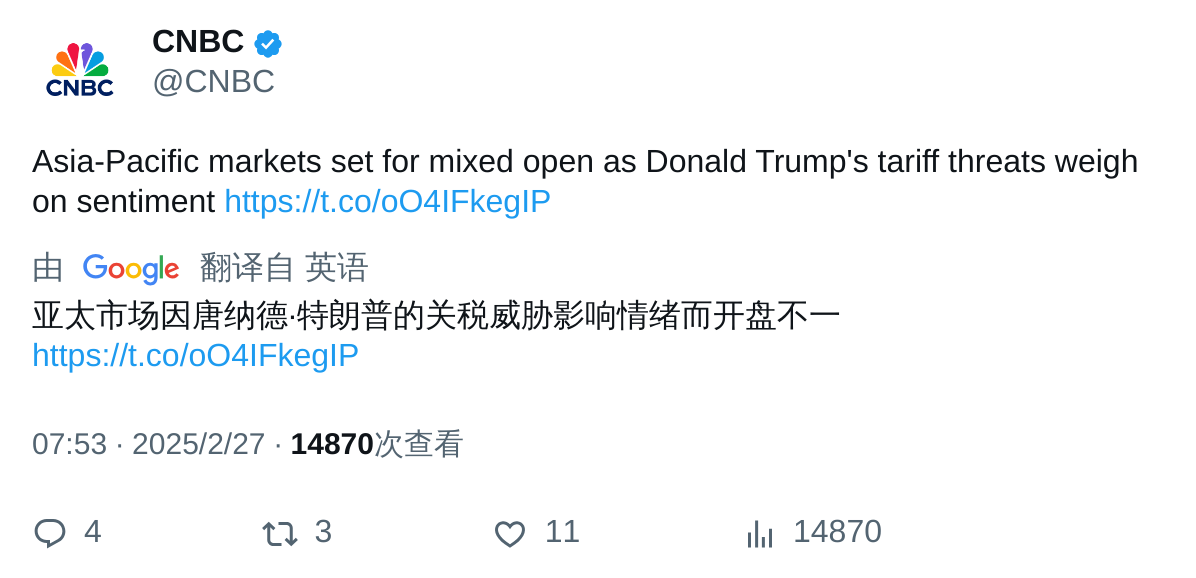 CNBC
CNBC
@CNBC
Asia-Pacific markets set for mixed open as Donald Trump's tariff threats weigh
on sentiment https://t.co/oO4IFkegIP
由 Google 翻译自 英语
亚太市场因唐纳德·特朗普的关税威胁影响情绪而开盘不一
https://t.co/oO4IFkegIP
07:53 · 2025/2/27 · 14870次查看
4 3 11 14870